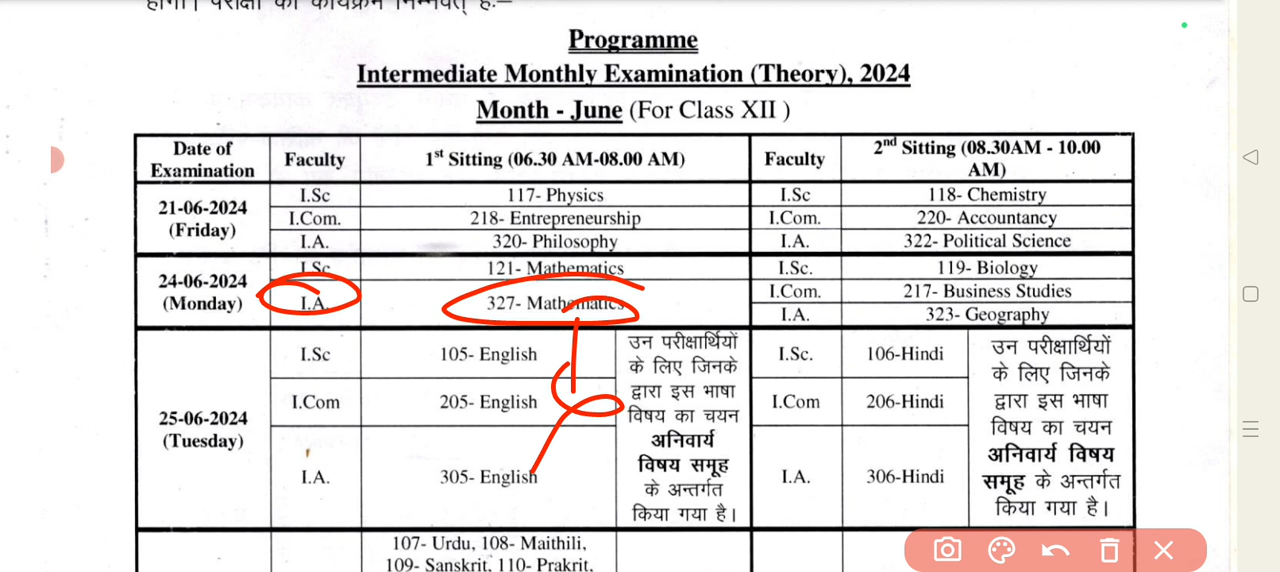 परीक्षा का कार्यक्रम निम्नवत् है:–
Programme
Intermediate Monthly Examination (Theory), 2024
Month - June (For Class XII )
Date of Examination Faculty 1st Sitting (06.30 AM-08.00 AM) Faculty 2nd Sitting (08.30AM - 10.00 AM)
21-06-2024
(Friday)
I.Sc 117- Physics I.Sc 118- Chemistry
I.Com. 218- Entrepreneurship I.Com. 220- Accountancy
I.A. 320- Philosophy I.A. 322- Political Science
24-06-2024
(Monday)
I.Sc 121- Mathematics I.Sc. 119- Biology
I.A. 327- Mathematics I.Com. 217- Business Studies
I.A. 323- Geography
25-06-2024
(Tuesday)
I.Sc 105- English
I.Com 205- English
I.A. 305- English
उन परीक्षार्थियों
के लिए जिनके
द्वारा इस भाषा
विषय का चयन
अनिवार्य
विषय समूह
के अन्तर्गत
किया गया है।
I.Sc. 106-Hindi
I.Com 206-Hindi
I.A. 306-Hindi
उन परीक्षार्थियों
के लिए जिनके
द्वारा इस भाषा
विषय का चयन
अनिवार्य विषय
समूह के अन्तर्गत
किया गया है।
107- Urdu, 108- Maithili,
109- Sanskrit, 110- Prakrit,